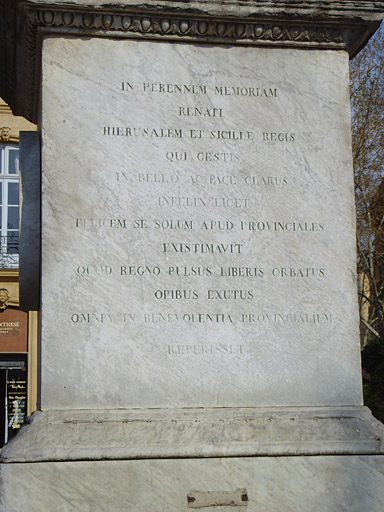 IN PERENNEM MEMORIAM
RENATI
HIERUSALEM ET SICILIÆ REGIS
QUI GESTIS
IN BELLO AC PACE CLARUS
INFELIX LICET
FELICEM SE SOLUM APUD PROVINCIALES
EXISTIMAVIT
QUOD REGNO PULSUS LIBERIS ORBATUS
OPIBUS EXUTUS
OMNIA IN BENEVOLENTIA PROVINCIALIUM
REPERISSET